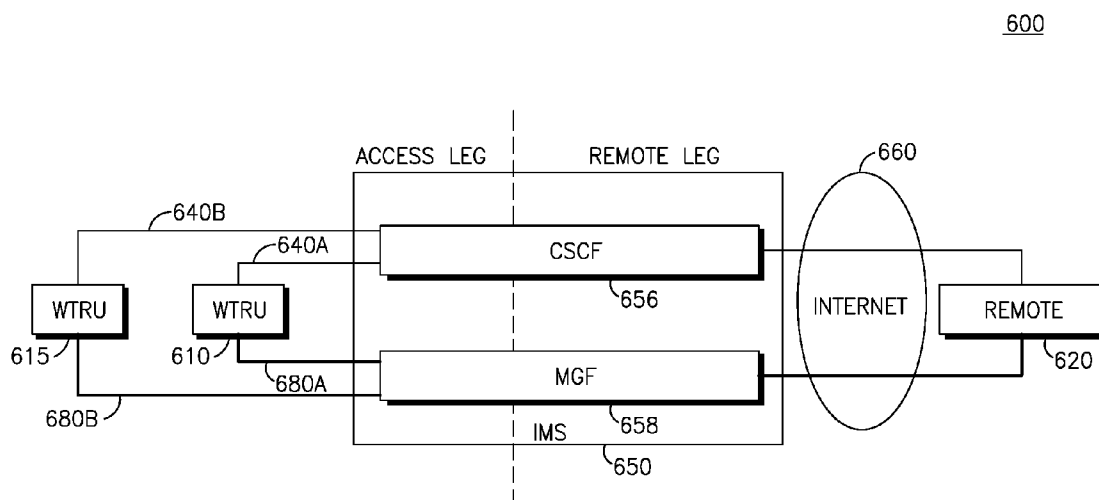 600
ACCESS LEG
REMOTE LEG
660
640B
640A
CSCF
656
WTRU
615
WTRU
610
INTERNET
REMOTE
620
680A
680B
MGF
658
IMS
650